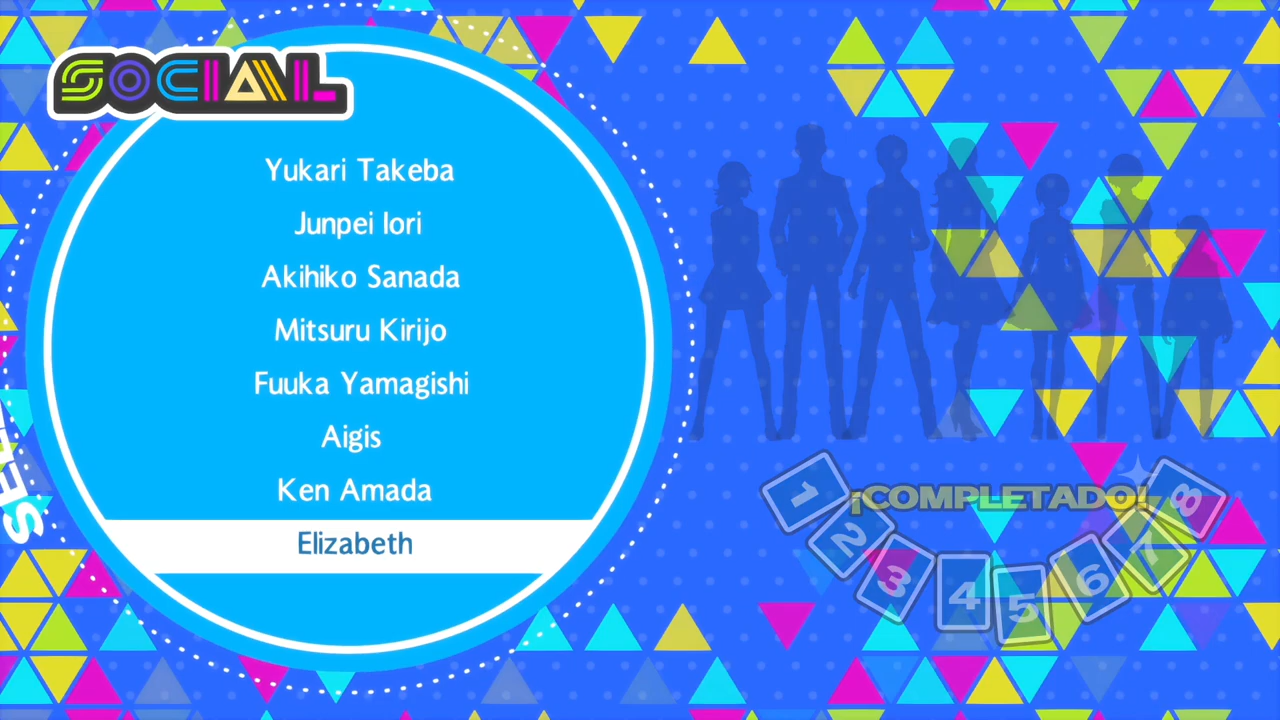 SOCIAL
Yukari Takeba
Junpei Iori
Akihiko Sanada
Mitsuru Kirijo
Fuuka Yamagishi
Aigis
Ken Amada
Elizabeth
¡COMPLETADO!
1
2
3
4
5
6
7
8